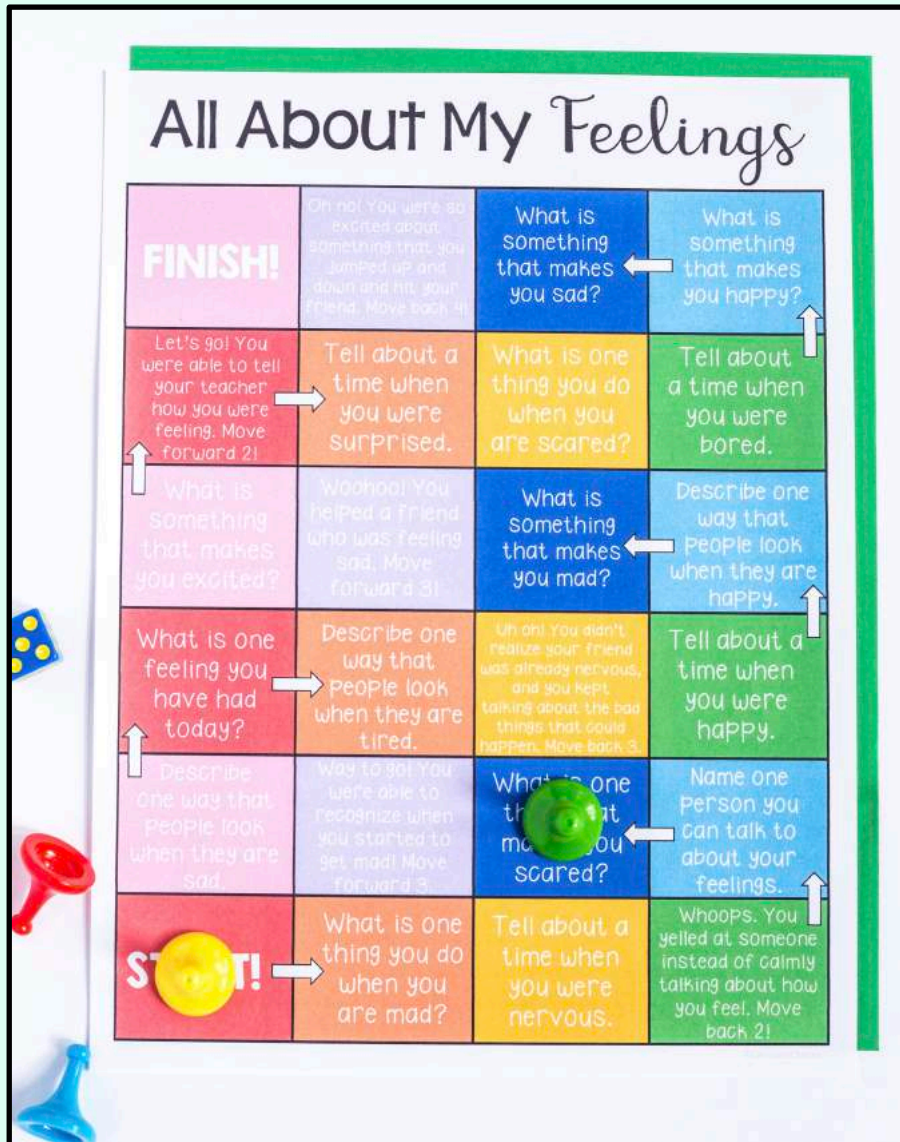 All About My Feelings
FINISH!
Oh no! You were so
excited about
something that you
jumped up and
down and hit your
friend. Move back 4!
What is
something
that makes
you sad?
What is
something
that makes
you happy?
Let's go! You
were able to tell
your teacher
how you were
feeling. Move
forward 2!
Tell about a
time when
you were
surprised.
What is one
thing you do
when you
are scared?
Tell about
a time when
you were
bored.
What is
something
that makes
you excited?
Woohoo! You
helped a friend
who was feeling
sad. Move
forward 3!
What is
something
that makes
you mad?
Describe one
way that
people look
when they are
happy.
What is one
feeling you
have had
today?
Describe one
way that
people look
when they are
tired.
Uh oh! You didn't
realize your friend
was already nervous,
and you kept
talking about the bad
things that could
happen. Move back 3.
Tell about a
time when
you were
happy.
Describe
one way that
people look
when they are
sad.
Way to go! You
were able to
recognize when
you started to
get mad! Move
forward 3.
What one
you
scared?
Name one
person you
can talk to
about your
feelings.
What is one
thing you do
when you
are mad?
Tell about a
time when
you were
nervous.
Whoops. You
yelled at someone
instead of calmly
talking about how
you feel. Move
back 2!